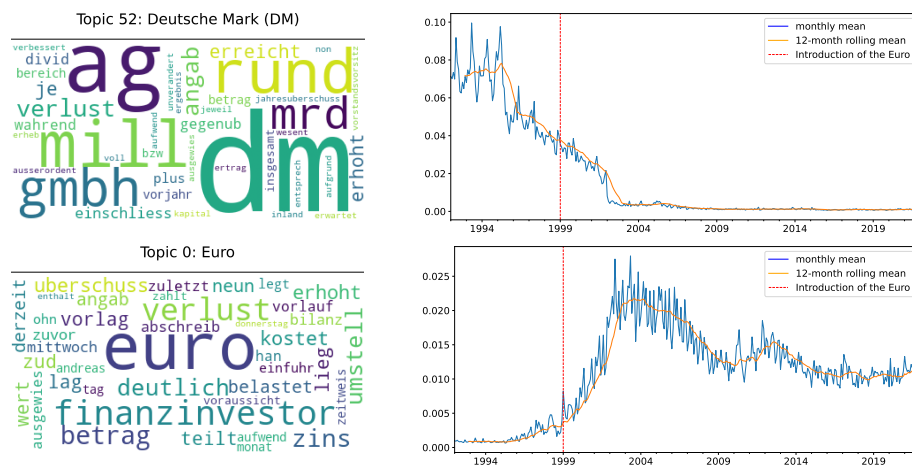 Topic 52: Deutsche Mark (DM)
verbessert
divid
bereich
je
verlust
wahrend
erheb
ag
mill
voll
ausserordent
gmbh
plus
vorjahr
einschliess
kapital
bzw
aufwend
ausgewies
unverandert
ergebnis
angab
erreicht
non
rund
betrag
jahresuberschuss
jeweil
gegenub
mrd
wesent
vorstandsvorsitz
dm
ertrag
insgesamt
entsprech
aufgrund
erhoht
inland
erwartet
0.10
0.08
0.06
0.04
0.02
0.00
1994
1999
2004
2009
2014
2019
monthly mean
12-month rolling mean
Introduction of the Euro
Topic 0: Euro
derzeit
uberschuss
enthalt
angab
zuletzt
zahlt
neun
legt
erhoht
verlust
vorlauf
ohn
vorlag
abschreib
donnerstag
bilanz
zuvor
mittwoch
euro
kostet
han
lieg
umstell
zud
andreas
einfuhr
wert
lag
tag
deutlich
belastet
voraussicht
zeitweis
ausgewies
finanzinvestor
betrag
teilt
aufwend
monat
zins
0.025
0.020
0.015
0.010
0.005
0.000
1994
1999
2004
2009
2014
2019
monthly mean
12-month rolling mean
Introduction of the Euro